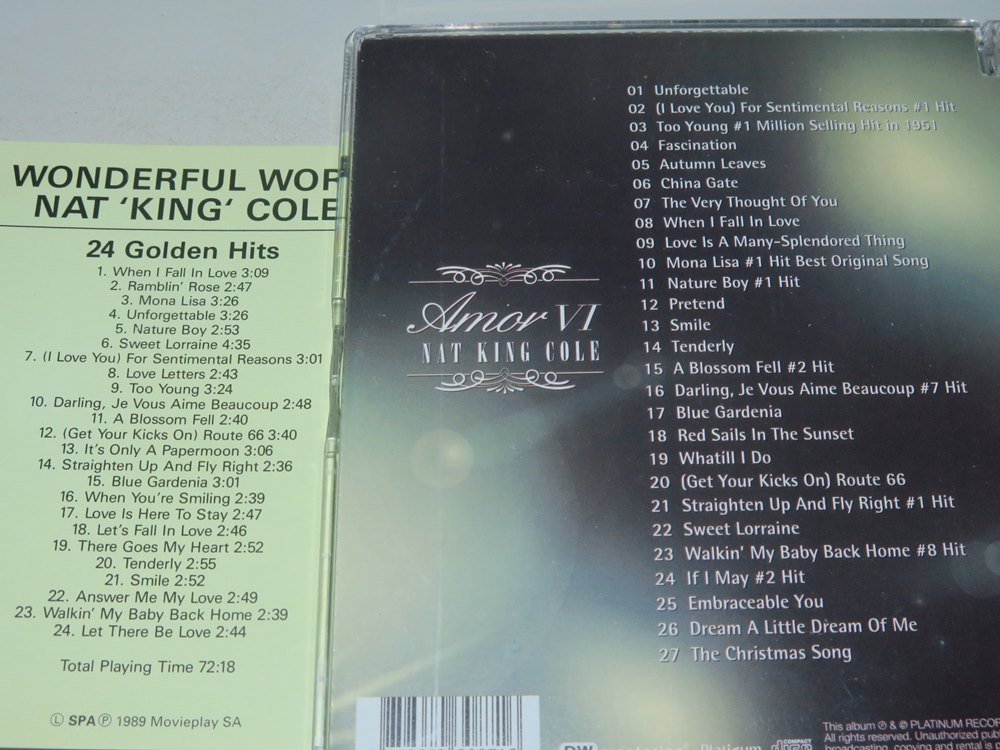 WONDERFUL WOR
NAT 'KING' COLE
24 Golden Hits
1. When I Fall In Love 3:09
2. Ramblin' Rose 2:47
3. Mona Lisa 3:26
4. Unforgettable 3:26
5. Nature Boy 2:53
6. Sweet Lorraine 4:35
7. (I Love You) For Sentimental Reasons 3:01
8. Love Letters 2:43
9. Too Young 3:24
10. Darling, Je Vous Aime Beaucoup 2:48
11. A Blossom Fell 2:40
12. (Get Your Kicks On) Route 66 3:40
13. It's Only A Papermoon 3:06
14. Straighten Up And Fly Right 2:36
15. Blue Gardenia 3:01
16. When You're Smiling 2:39
17. Love Is Here To Stay 2:47
18. Let's Fall In Love 2:46
19. There Goes My Heart 2:52
20. Tenderly 2:55
21. Smile 2:52
22. Answer Me My Love 2:49
23. Walkin' My Baby Back Home 2:39
24. Let There Be Love 2:44
Total Playing Time 72:18
Ⓛ SPA Ⓟ 1989 Movieplay SA
Amor VI
NAT KING COLE
01 Unforgettable
02 (I Love You) For Sentimental Reasons #1 Hit
03 Too Young #1 Million Selling Hit in 1951
04 Fascination
05 Autumn Leaves
06 China Gate
07 The Very Thought Of You
08 When I Fall In Love
09 Love Is A Many-Splendored Thing
10 Mona Lisa #1 Hit Best Original Song
11 Nature Boy #1 Hit
12 Pretend
13 Smile
14 Tenderly
15 A Blossom Fell #2 Hit
16 Darling, Je Vous Aime Beaucoup #7 Hit
17 Blue Gardenia
18 Red Sails In The Sunset
19 Whatill I Do
20 (Get Your Kicks On) Route 66
21 Straighten Up And Fly Right #1 Hit
22 Sweet Lorraine
23 Walkin' My Baby Back Home #8 Hit
24 If I May #2 Hit
25 Embraceable You
26 Dream A Little Dream Of Me
27 The Christmas Song
This album ℗ & © PLATINUM RECOR
All rights reserved. Unauthorized pub
broadcasting, copying and rental is
COMPACT